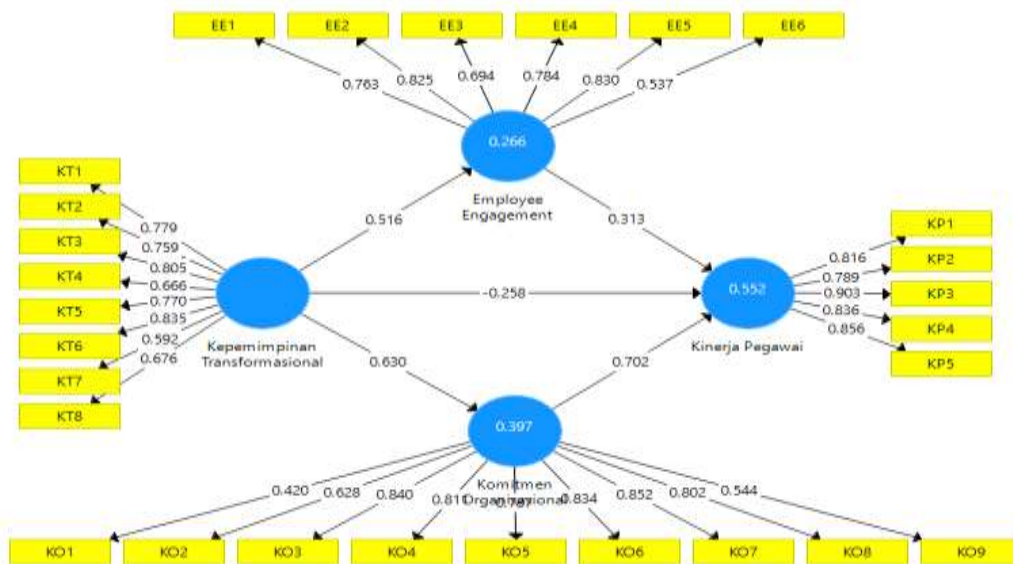 EE1 EE2 EE3 EE4 EE5 EE6
0.763 0.825 0.694 0.784 0.830 0.537
0.266
Employee
Engagement
KT1
KT2
KT3
KT4
KT5
KT6
KT7
KT8
0.779
0.759
0.805
0.666
0.770
0.835
0.592
0.676
Kepemimpinan
Transformasional
0.516
0.313
-0.258
0.630
0.702
0.552
Kinerja Pegawai
0.816
0.789
0.903
0.836
0.856
KP1
KP2
KP3
KP4
KP5
0.397
Komitmen
Organisasional
0.420 0.628 0.840 0.811 0.834 0.852 0.802 0.544
KO1 KO2 KO3 KO4 KO5 KO6 KO7 KO8 KO9